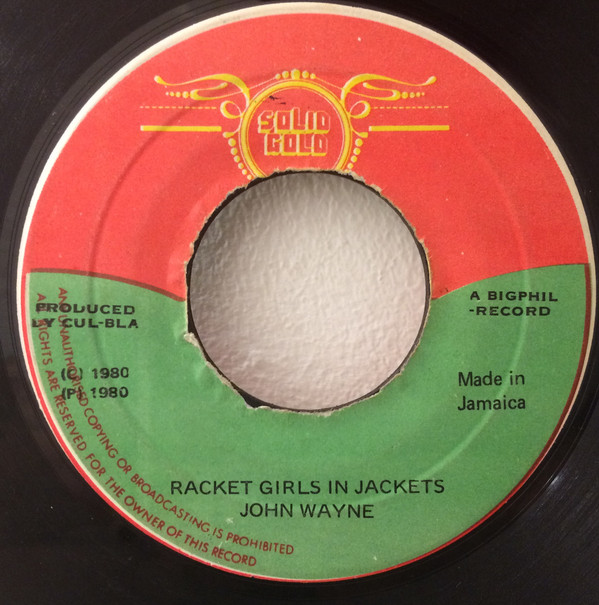 SOLID
GOLD
PRODUCED
BY CUL-BLA
(C) 1980
(P) 1980
A BIGPHIL
-RECORD
Made in
Jamaica
RACKET GIRLS IN JACKETS
JOHN WAYNE
ANY UNAUTHORISED COPYING OR BROADCASTING IS PROHIBITED
ALL RIGHTS ARE RESERVED FOR THE OWNER OF THIS RECORD